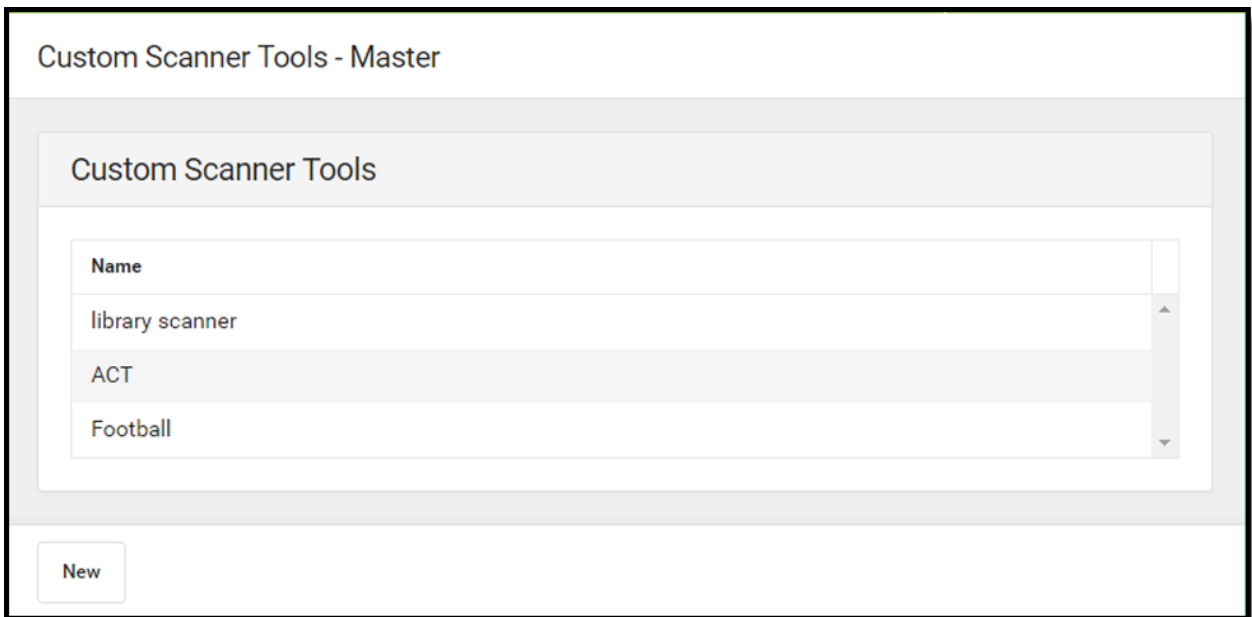 Custom Scanner Tools - Master
Custom Scanner Tools
Name
library scanner
ACT
Football
New